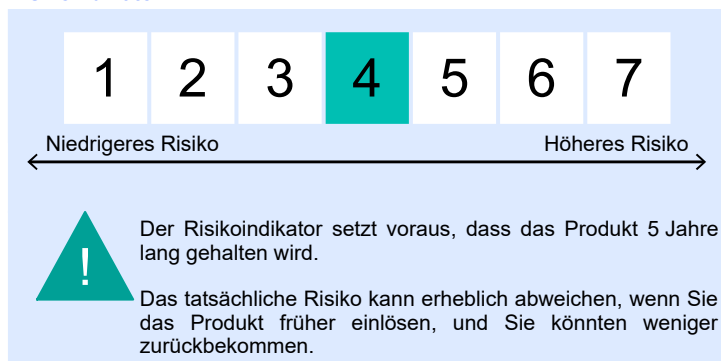 1 2 3 4 5 6 7
Niedrigeres Risiko Höheres Risiko
!
Der Risikoindikator setzt voraus, dass das Produkt 5 Jahre
lang gehalten wird.
Das tatsächliche Risiko kann erheblich abweichen, wenn Sie
das Produkt früher einlösen, und Sie könnten weniger
zurückbekommen.